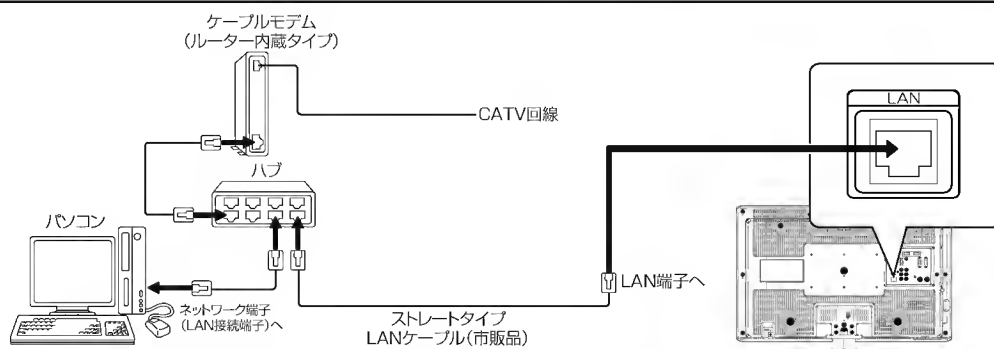 ケーブルモデム
(ルーター内蔵タイプ)
CATV回線
ハブ
パソコン
ネットワーク端子
(LAN接続端子)へ
ストレートタイプ
LANケーブル(市販品)
LAN端子へ
LAN